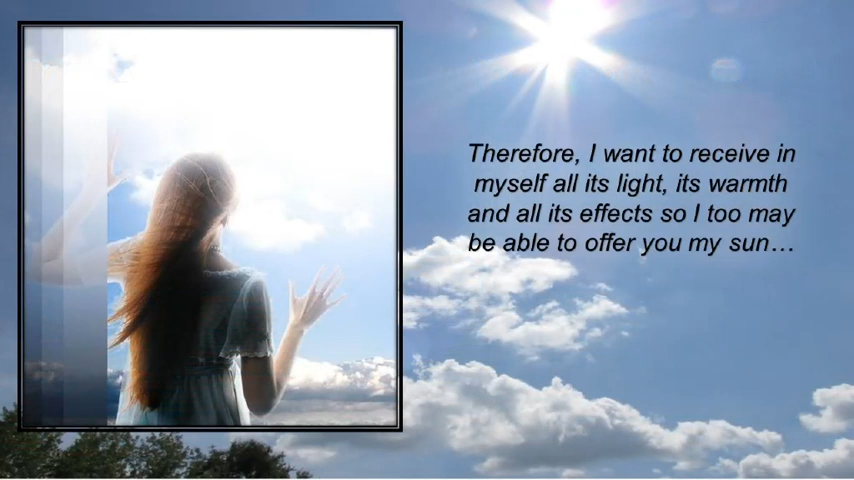 Therefore, I want to receive in
myself all its light, its warmth
and all its effects so I too may
be able to offer you my sun…